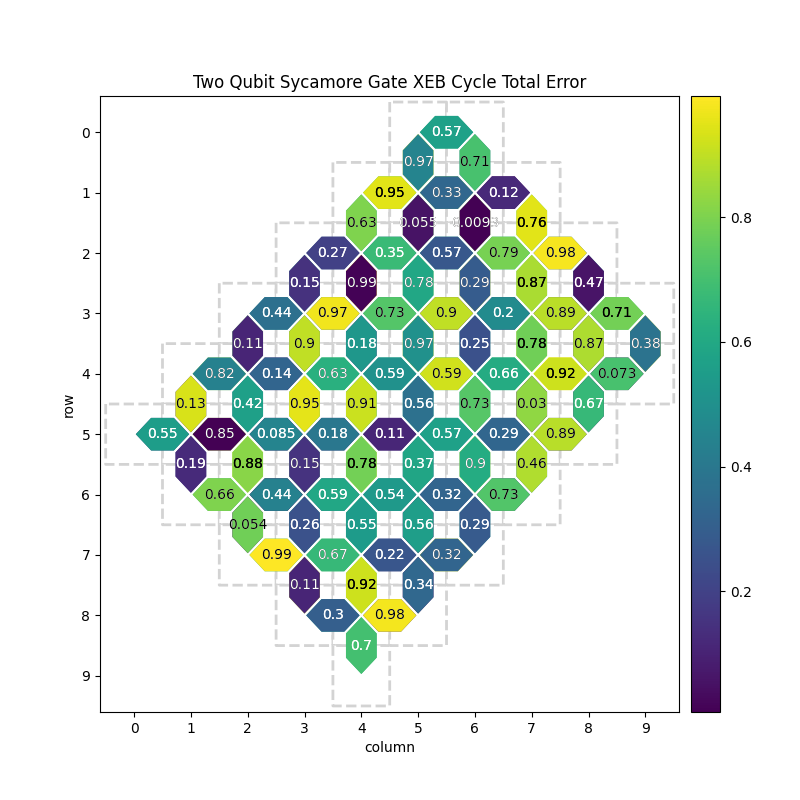 Two Qubit Sycamore Gate XEB Cycle Total Error
0
0.57
0.97 0.71
1
0.95 0.33 0.12
0.63 0.055 0.76
2
0.27 0.35 0.57 0.79 0.98
0.15 0.99 0.78 0.29 0.87 0.47
3
0.44 0.97 0.73 0.9 0.2 0.89 0.71
0.11 0.9 0.18 0.97 0.25 0.78 0.87 0.38
4
0.82 0.14 0.63 0.59 0.59 0.66 0.92 0.073
0.13 0.42 0.95 0.91 0.56 0.73 0.03 0.67
5
0.55 0.85 0.085 0.18 0.11 0.57 0.29 0.89
0.19 0.88 0.15 0.78 0.37 0.9 0.46
6
0.66 0.44 0.59 0.54 0.32 0.73
0.054 0.26 0.55 0.56 0.29
7
0.99 0.67 0.22 0.32
0.11 0.92 0.34
8
0.3 0.98
0.7
9
0 1 2 3 4 5 6 7 8 9
column
row
0.8
0.6
0.4
0.2